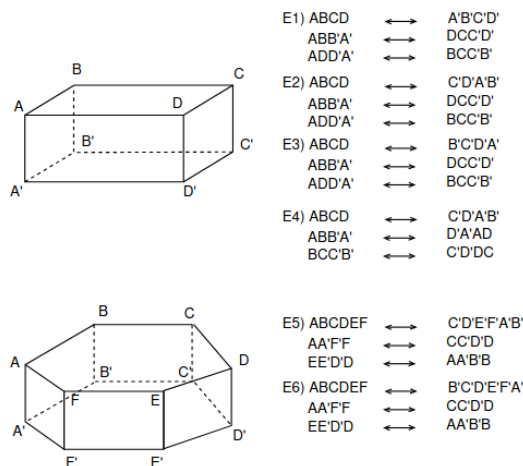 E1) ABCD ↔ A'B'C'D'
ABB'A' ↔ DCC'D'
ADD'A' ↔ BCC'B'
E2) ABCD ↔ C'D'A'B'
ABB'A' ↔ DCC'D'
ADD'A' ↔ BCC'B'
E3) ABCD ↔ B'C'D'A'
ABB'A' ↔ DCC'D'
ADD'A' ↔ BCC'B'
E4) ABCD ↔ C'D'A'B'
ABB'A' ↔ D'A'AD
BCC'B' ↔ C'D'DC
B
C
A
D
B'
C'
A'
D'
E5) ABCDEF ↔ C'D'E'F'A'B'
AA'F'F ↔ CC'D'D
EE'D'D ↔ AA'B'B
E6) ABCDEF ↔ B'C'D'E'F'A'
AA'F'F ↔ CC'D'D
EE'D'D ↔ AA'B'B
B
C
A
D
B'
C'
F
E
A'
D'
F'
E'